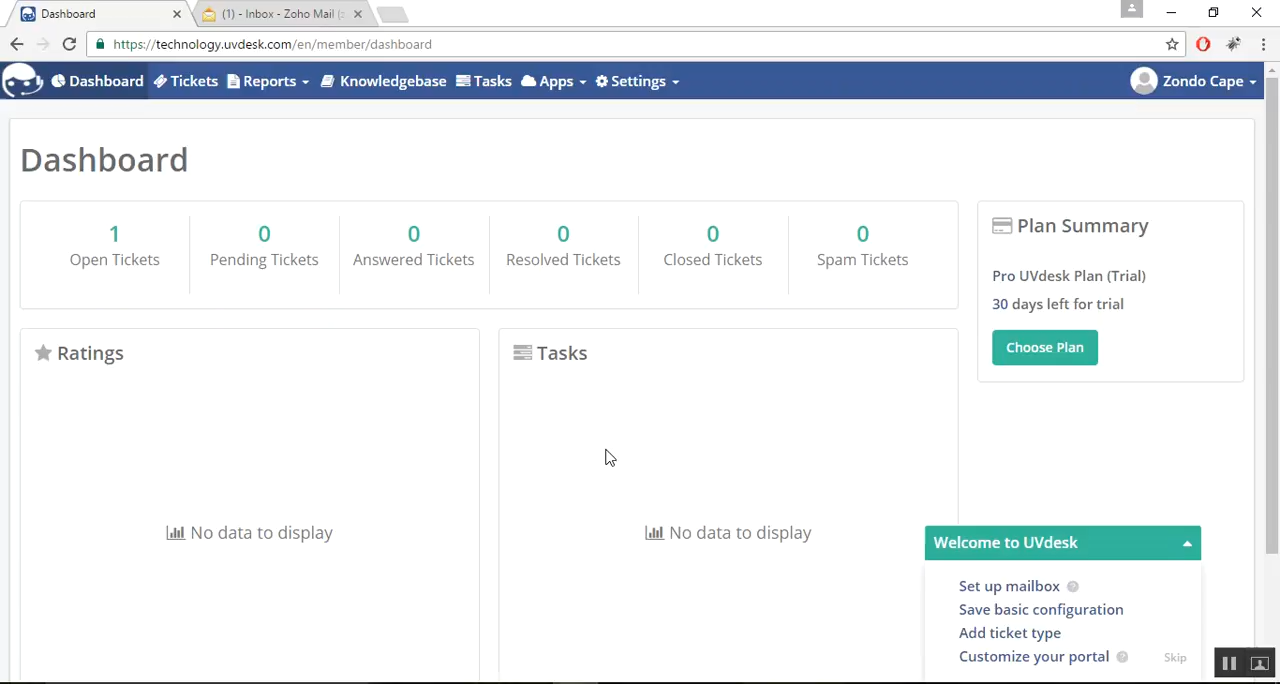 Dashboard
(1) - Inbox - Zoho Mail (
https://technology.uvdesk.com/en/member/dashboard
Dashboard Tickets Reports Knowledgebase Tasks Apps Settings Zondo Cape
Dashboard
1 0 0 0 0 0
Open Tickets Pending Tickets Answered Tickets Resolved Tickets Closed Tickets Spam Tickets
Plan Summary
Pro UVdesk Plan (Trial)
30 days left for trial
Choose Plan
Ratings
No data to display
Tasks
No data to display
Welcome to UVdesk
Set up mailbox
Save basic configuration
Add ticket type
Customize your portal
Skip